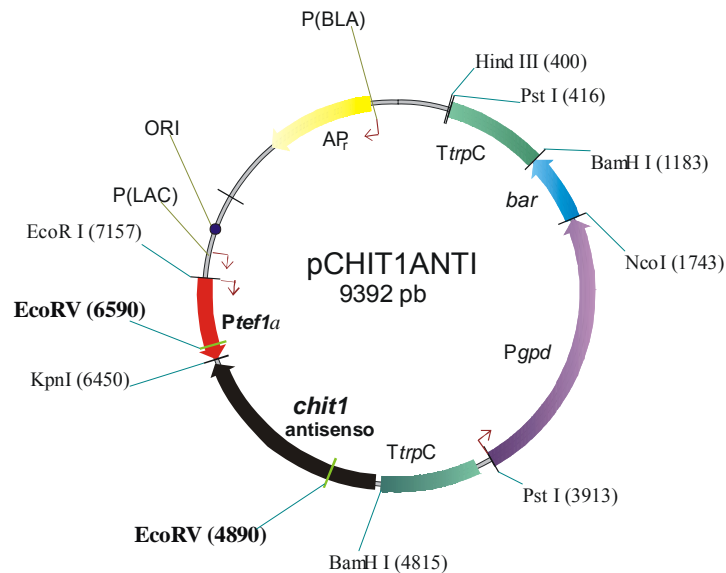 P(BLA)
Hind III (400)
Pst I (416)
ORI
APr
TtrpC
BamH I (1183)
P(LAC)
bar
EcoR I (7157)
NcoI (1743)
pCHIT1ANTI
9392 pb
EcoRV (6590)
Ptef1a
Pgpd
KpnI (6450)
chit1
antisenso
TtrpC
Pst I (3913)
EcoRV (4890)
BamH I (4815)